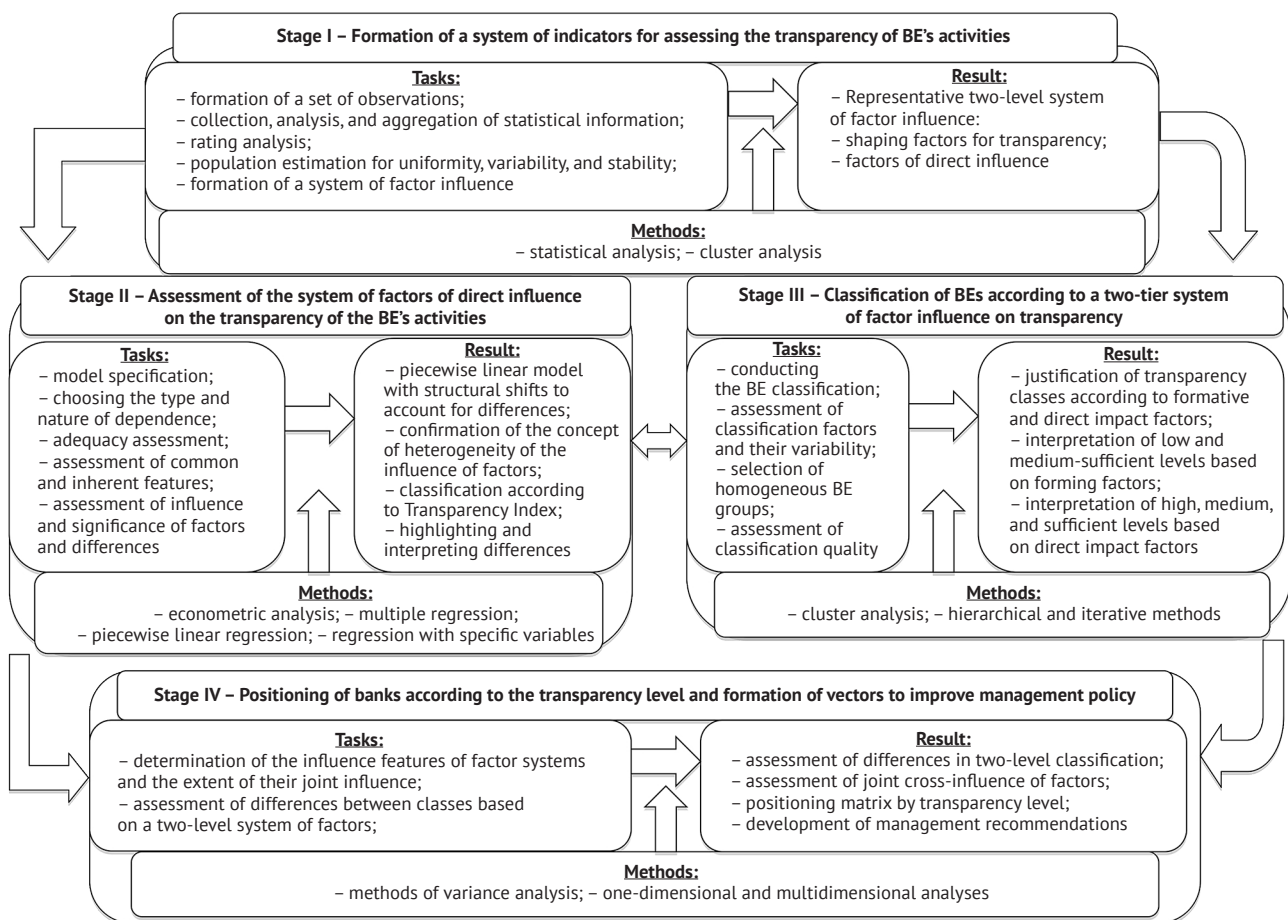 Stage I – Formation of a system of indicators for assessing the transparency of BE's activities
Tasks:
– formation of a set of observations;
– collection, analysis, and aggregation of statistical information;
– rating analysis;
– population estimation for uniformity, variability, and stability;
– formation of a system of factor influence
Result:
– Representative two-level system
of factor influence:
– shaping factors for transparency;
– factors of direct influence
Methods:
– statistical analysis; – cluster analysis
Stage II – Assessment of the system of factors of direct influence
on the transparency of the BE's activities
Tasks:
– model specification;
– choosing the type and
nature of dependence;
– adequacy assessment;
– assessment of common
and inherent features;
– assessment of influence
and significance of factors
and differences
Result:
– piecewise linear model
with structural shifts to
account for differences;
– confirmation of the concept
of heterogeneity of the
influence of factors;
– classification according
to Transparency Index;
– highlighting and
interpreting differences
Methods:
– econometric analysis; – multiple regression;
– piecewise linear regression; – regression with specific variables
Stage III – Classification of BEs according to a two-tier system
of factor influence on transparency
Tasks:
– conducting
the BE classification;
– assessment of
classification factors
and their variability;
– selection of
homogeneous BE
groups;
– assessment of
classification quality
Result:
– justification of transparency
classes according to formative
and direct impact factors;
– interpretation of low and
medium-sufficient levels based
on forming factors;
– interpretation of high, medium,
and sufficient levels based
on direct impact factors
Methods:
– cluster analysis; – hierarchical and iterative methods
Stage IV – Positioning of banks according to the transparency level and formation of vectors to improve management policy
Tasks:
– determination of the influence features of factor systems
and the extent of their joint influence;
– assessment of differences between classes based
on a two-level system of factors;
Result:
– assessment of differences in two-level classification;
– assessment of joint cross-influence of factors;
– positioning matrix by transparency level;
– development of management recommendations
Methods:
– methods of variance analysis; – one-dimensional and multidimensional analyses